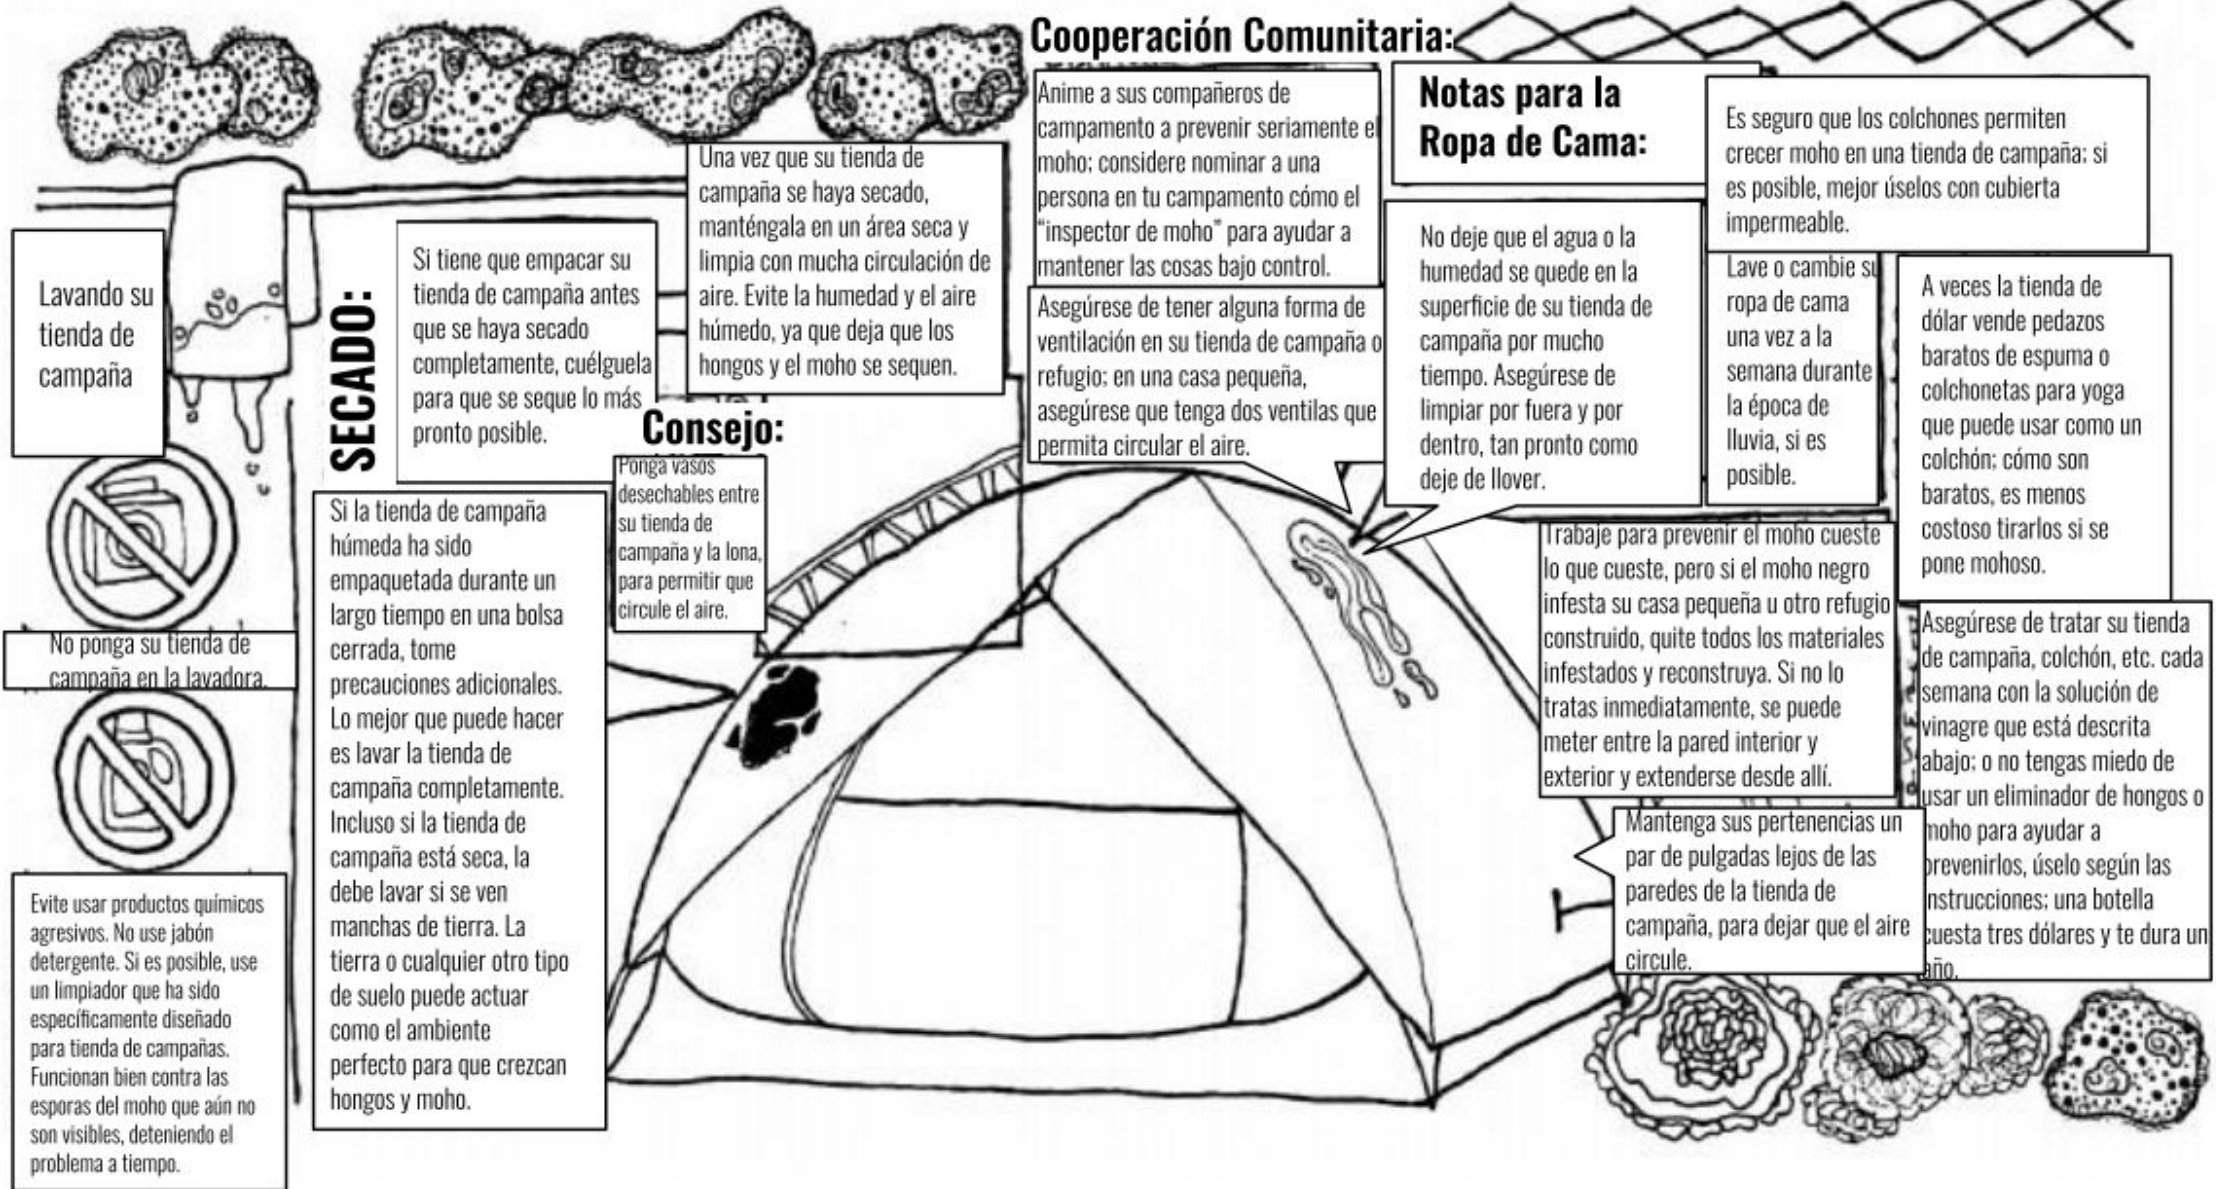 Lavando su
tienda de
campaña
No ponga su tienda de
campaña en la lavadora.
Evite usar productos químicos
agresivos. No use jabón
detergente. Si es posible, use
un limpiador que ha sido
específicamente diseñado
para tienda de campañas.
Funcionan bien contra las
esporas del moho que aún no
son visibles, deteniendo el
problema a tiempo.
SECADO:
Si tiene que empacar su
tienda de campaña antes
que se haya secado
completamente, cuélguela
para que se seque lo más
pronto posible.
Si la tienda de campaña
húmeda ha sido
empaquetada durante un
largo tiempo en una bolsa
cerrada, tome
precauciones adicionales.
Lo mejor que puede hacer
es lavar la tienda de
campaña completamente.
Incluso si la tienda de
campaña está seca, la
debe lavar si se ven
manchas de tierra. La
tierra o cualquier otro tipo
de suelo puede actuar
como el ambiente
perfecto para que crezcan
hongos y moho.
Una vez que su tienda de
campaña se haya secado,
manténgala en un área seca y
limpia con mucha circulación de
aire. Evite la humedad y el aire
húmedo, ya que deja que los
hongos y el moho se sequen.
Consejo:
Ponga vasos
desechables entre
su tienda de
campaña y la lona,
para permitir que
circule el aire.
Cooperación Comunitaria:
Anime a sus compañeros de
campamento a prevenir seriamente el
moho; considere nominar a una
persona en tu campamento cómo el
“inspector de moho” para ayudar a
mantener las cosas bajo control.
Asegúrese de tener alguna forma de
ventilación en su tienda de campaña o
refugio; en una casa pequeña,
asegúrese que tenga dos ventilas que
permita circular el aire.
Notas para la
Ropa de Cama:
No deje que el agua o la
humedad se quede en la
superficie de su tienda de
campaña por mucho
tiempo. Asegúrese de
limpiar por fuera y por
dentro, tan pronto como
deje de llover.
Es seguro que los colchones permiten
crecer moho en una tienda de campaña; si
es posible, mejor úselos con cubierta
impermeable.
Lave o cambie su
ropa de cama
una vez a la
semana durante
la época de
lluvia, si es
posible.
A veces la tienda de
dólar vende pedazos
baratos de espuma o
colchonetas para yoga
que puede usar como un
colchón; cómo son
baratos, es menos
costoso tirarlos si se
pone mohoso.
Trabaje para prevenir el moho cueste
lo que cueste, pero si el moho negro
infesta su casa pequeña u otro refugio
construido, quite todos los materiales
infestados y reconstruya. Si no lo
tratas inmediatamente, se puede
meter entre la pared interior y
exterior y extenderse desde allí.
Asegúrese de tratar su tienda
de campaña, colchón, etc. cada
semana con la solución de
vinagre que está descrita
abajo; o no tengas miedo de
usar un eliminador de hongos o
moho para ayudar a
prevenirlos, úselo según las
instrucciones; una botella
cuesta tres dólares y te dura un
año.
Mantenga sus pertenencias un
par de pulgadas lejos de las
paredes de la tienda de
campaña, para dejar que el aire
circule.